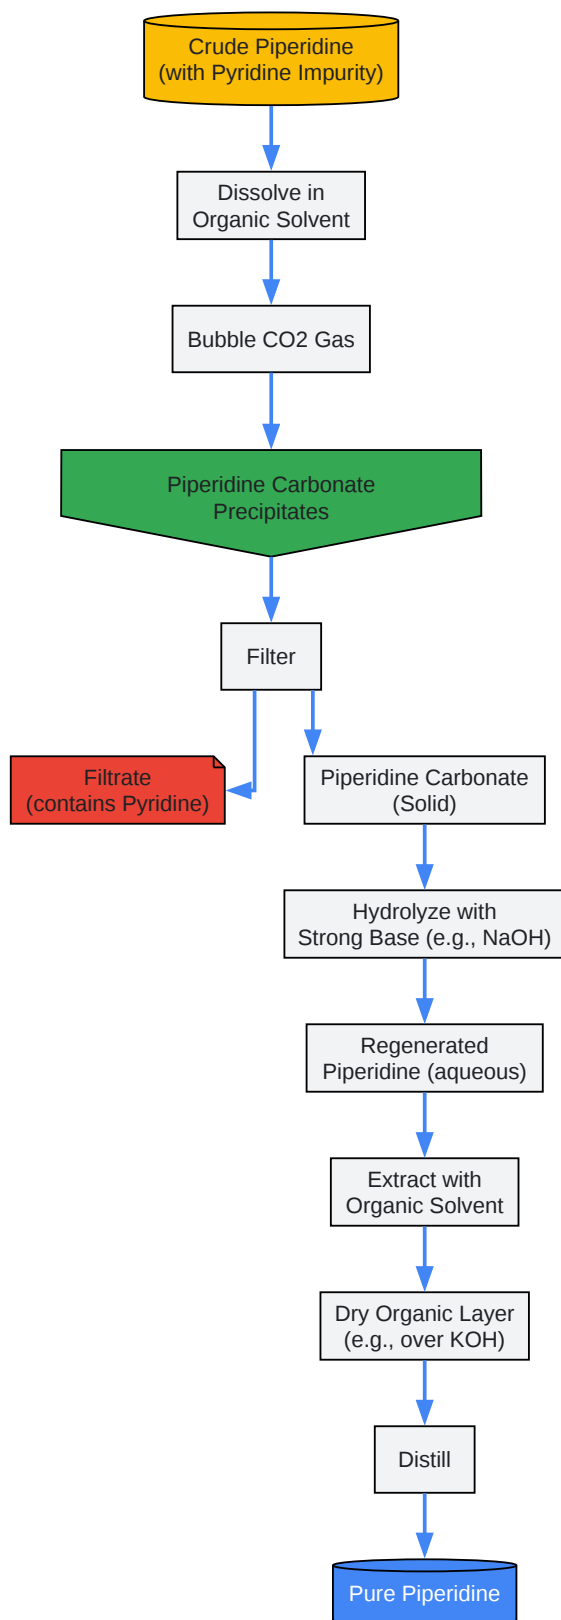 Crude Piperidine
(with Pyridine Impurity)
Dissolve in
Organic Solvent
Bubble CO2 Gas
Piperidine Carbonate
Precipitates
Filter
Filtrate
(contains Pyridine)
Piperidine Carbonate
(Solid)
Hydrolyze with
Strong Base (e.g., NaOH)
Regenerated
Piperidine (aqueous)
Extract with
Organic Solvent
Dry Organic Layer
(e.g., over KOH)
Distill
Pure Piperidine